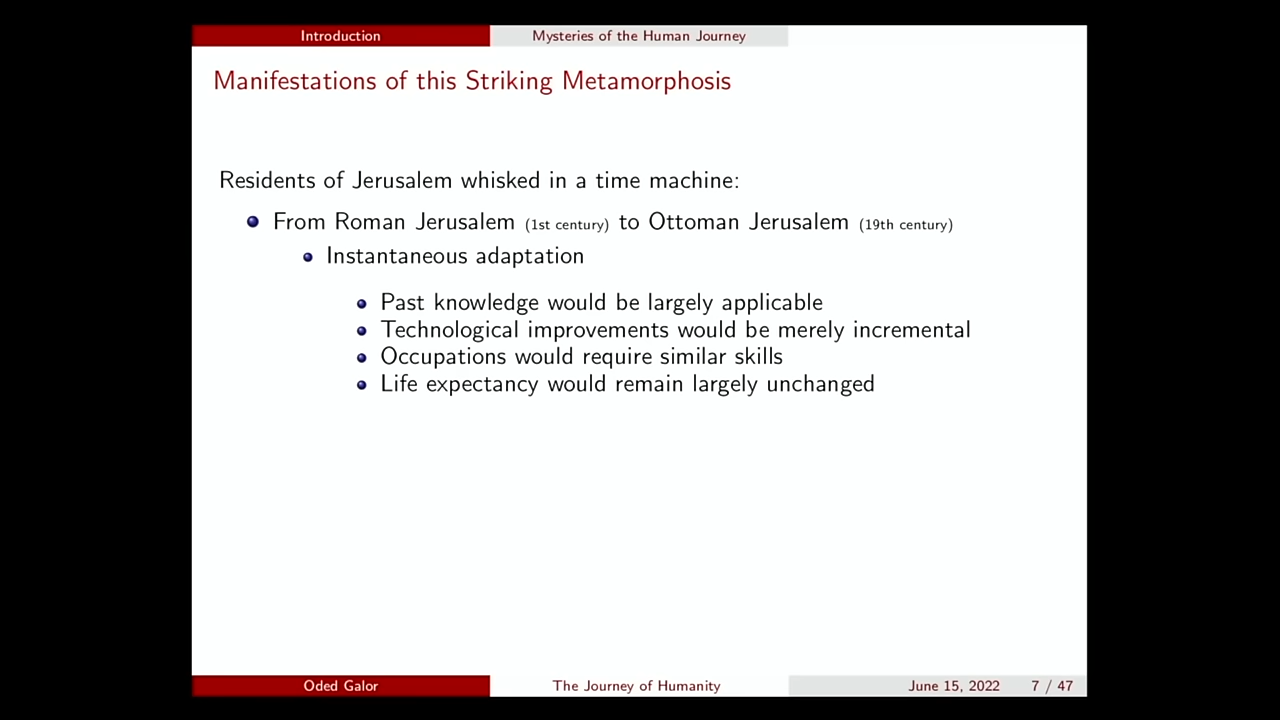 Introduction
Mysteries of the Human Journey
Manifestations of this Striking Metamorphosis
Residents of Jerusalem whisked in a time machine:
From Roman Jerusalem (1st century) to Ottoman Jerusalem (19th century)
Instantaneous adaptation
Past knowledge would be largely applicable
Technological improvements would be merely incremental
Occupations would require similar skills
Life expectancy would remain largely unchanged
Oded Galor
The Journey of Humanity
June 15, 2022 7 / 47